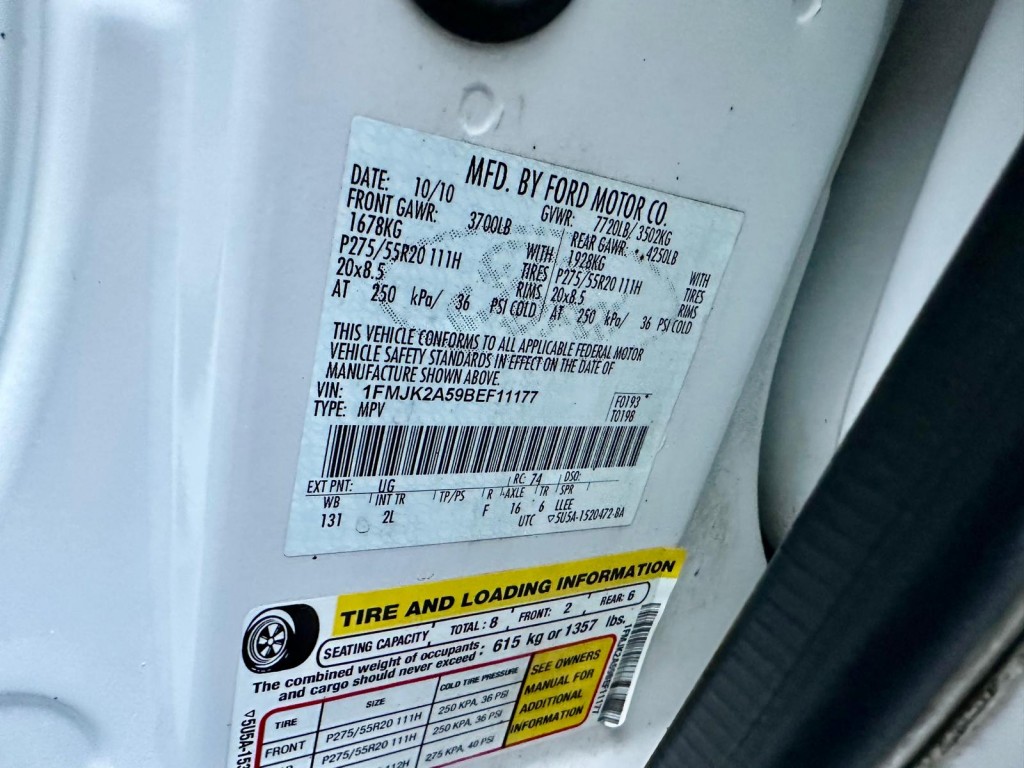 MFD. BY FORD MOTOR CO.
DATE: 10/10 GVWR: 7720LB/ 3502KG
FRONT GAWR: 3700LB REAR GAWR: 4250LB
1678KG WITH 1928KG WITH
P275/55R20 111H TIRES P275/55R20 111H TIRES
20x8.5 RIMS 20x8.5 RIMS
AT 250 kPa/ 36 PSI COLD AT 250 kPa/ 36 PSI COLD
THIS VEHICLE CONFORMS TO ALL APPLICABLE FEDERAL MOTOR
VEHICLE SAFETY STANDARDS IN EFFECT ON THE DATE OF
MANUFACTURE SHOWN ABOVE.
VIN: 1FMJK2A59BEF11177
TYPE: MPV
F0193 *
T0198
EXT PNT: UG RC: 74 DSO:
WB INT TR TP/PS R AXLE TR SPR
131 2L F 16 6 LLEE
UTC ▽5U5A-1520472-BA
TIRE AND LOADING INFORMATION
SEATING CAPACITY TOTAL: 8 FRONT: 2 REAR: 6
The combined weight of occupants
and cargo should never exceed: 615 kg or 1357 lbs.
TIRE SIZE COLD TIRE PRESSURE
FRONT P275/55R20 111H 250 KPA, 36 PSI
P275/55R20 111H 250 KPA, 36 PSI
275 KPA, 40 PSI
SEE OWNERS
MANUAL FOR
ADDITIONAL
INFORMATION